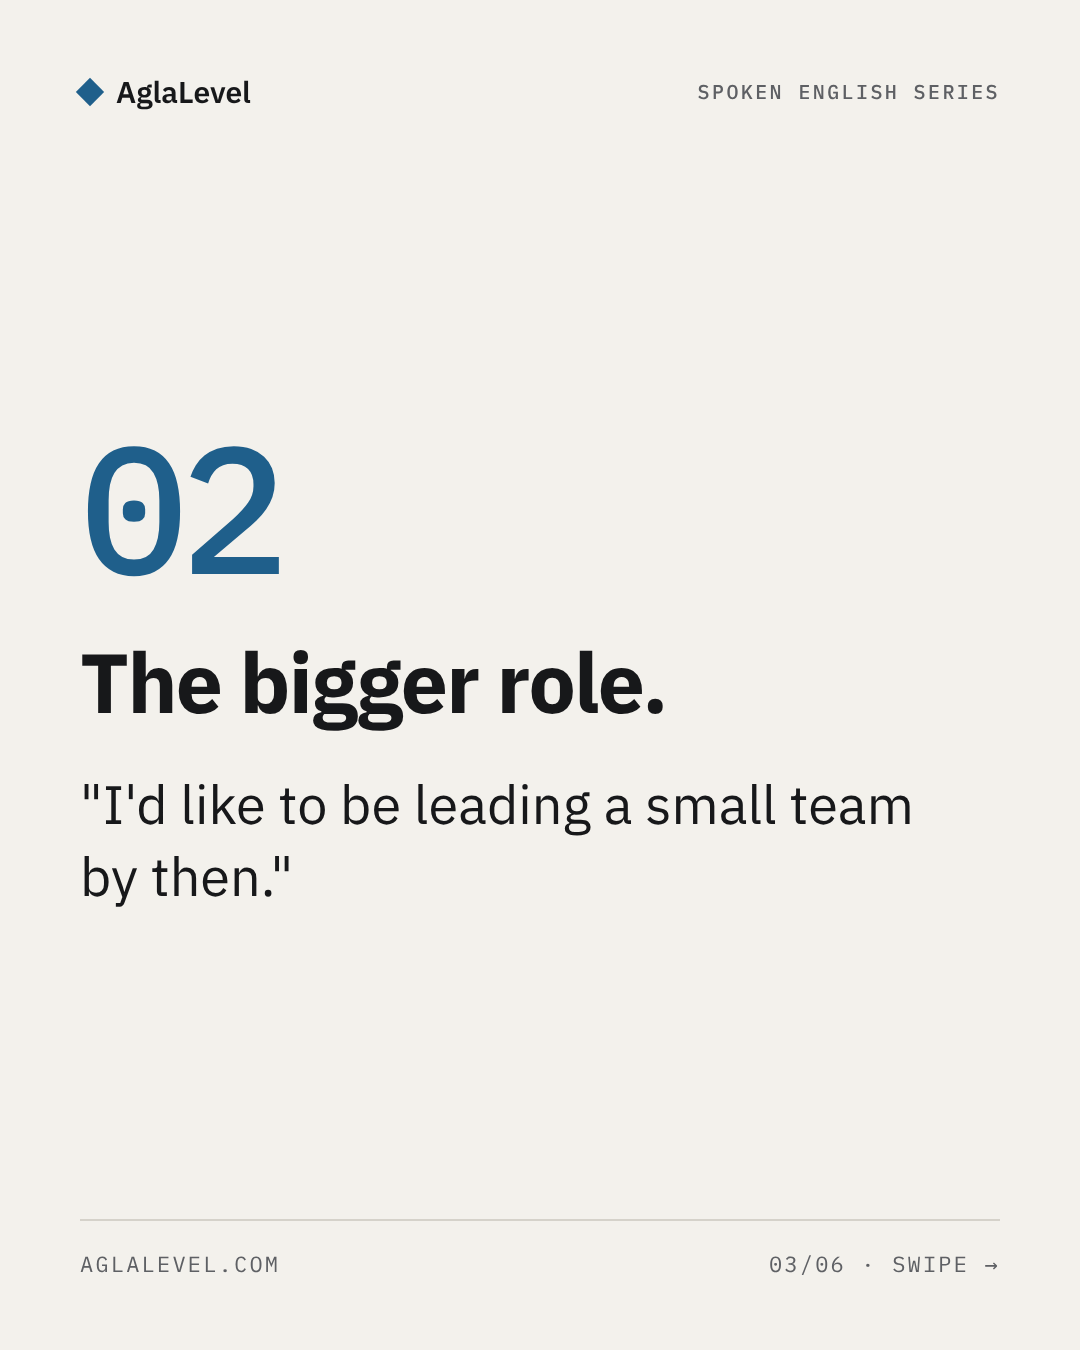 AglaLevel
SPOKEN ENGLISH SERIES
02
The bigger role.
"I'd like to be leading a small team
by then."
AGLALEVEL.COM
03/06 · SWIPE →